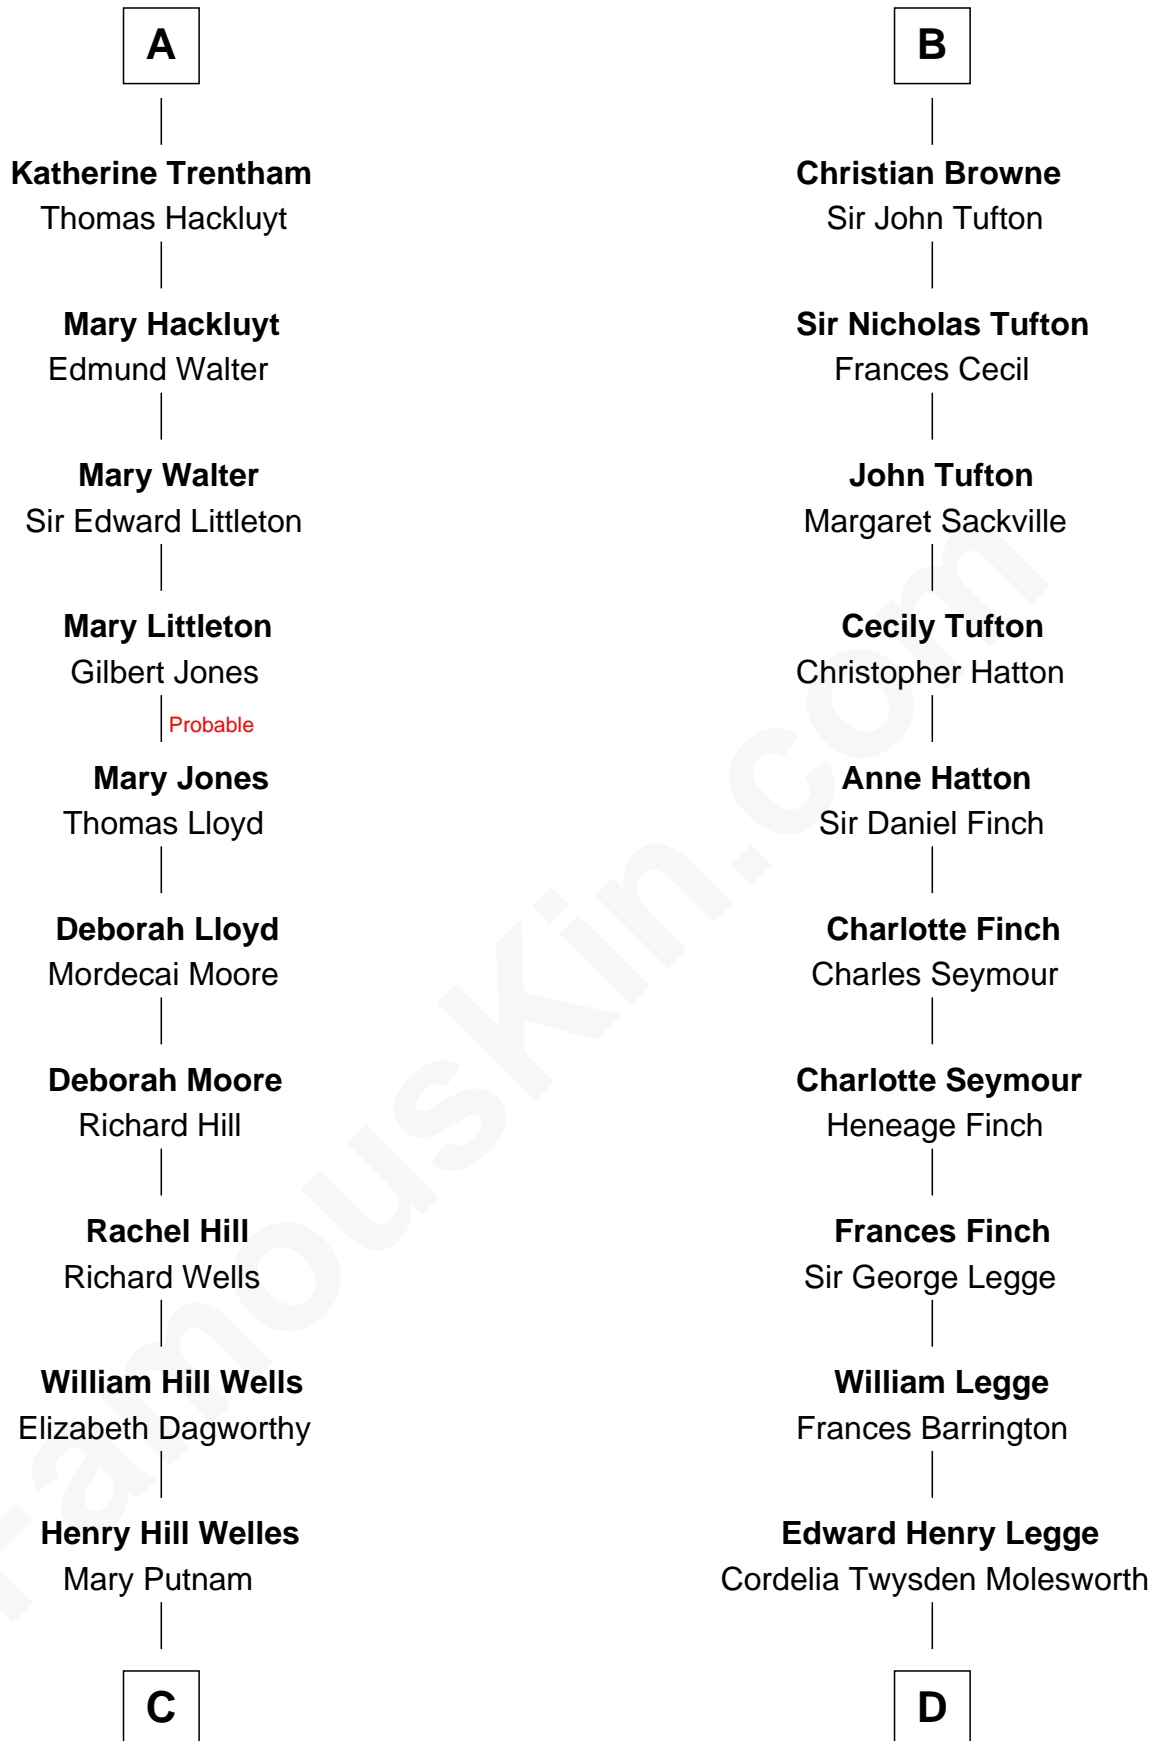 A
Katherine Trentham
Thomas Hackluyt
Mary Hackluyt
Edmund Walter
Mary Walter
Sir Edward Littleton
Mary Littleton
Gilbert Jones
Probable
Mary Jones
Thomas Lloyd
Deborah Lloyd
Mordecai Moore
Deborah Moore
Richard Hill
Rachel Hill
Richard Wells
William Hill Wells
Elizabeth Dagworthy
Henry Hill Welles
Mary Putnam
C
B
Christian Browne
Sir John Tufton
Sir Nicholas Tufton
Frances Cecil
John Tufton
Margaret Sackville
Cecily Tufton
Christopher Hatton
Anne Hatton
Sir Daniel Finch
Charlotte Finch
Charles Seymour
Charlotte Seymour
Heneage Finch
Frances Finch
Sir George Legge
William Legge
Frances Barrington
Edward Henry Legge
Cordelia Twysden Molesworth
D
FamousKin.com